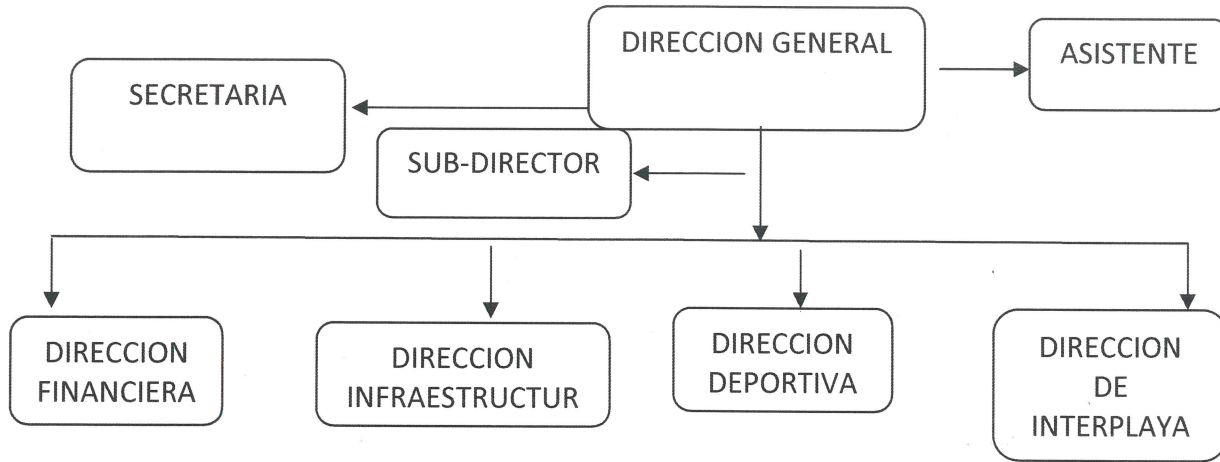 DIRECCION GENERAL
ASISTENTE
SECRETARIA
SUB-DIRECTOR
DIRECCION
FINANCIERA
DIRECCION
INFRAESTRUCTUR
DIRECCION
DEPORTIVA
DIRECCION
DE
INTERPLAYA